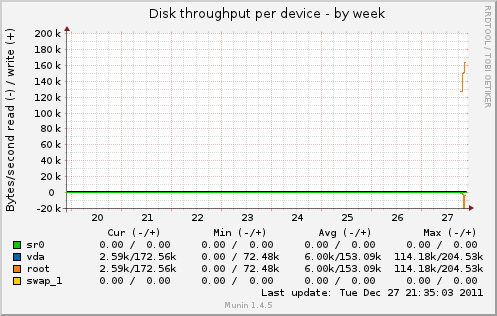 Disk throughput per device - by week
RRDTOOL / TOBI OETIKER
Bytes/second read (-) / write (+)
200 k
180 k
160 k
140 k
120 k
100 k
80 k
60 k
40 k
20 k
0
-20 k
20 21 22 23 24 25 26 27
Cur (-/+) Min (-/+) Avg (-/+) Max (-/+)
sr0 0.00 / 0.00 0.00 / 0.00 0.00 / 0.00 0.00 / 0.00
vda 2.59k/172.56k 0.00 / 72.48k 6.00k/153.09k 114.18k/204.53k
root 2.59k/172.56k 0.00 / 72.48k 6.00k/153.09k 114.18k/204.53k
swap_1 0.00 / 0.00 0.00 / 0.00 0.00 / 0.00 0.00 / 0.00
Last update: Tue Dec 27 21:35:03 2011
Munin 1.4.5